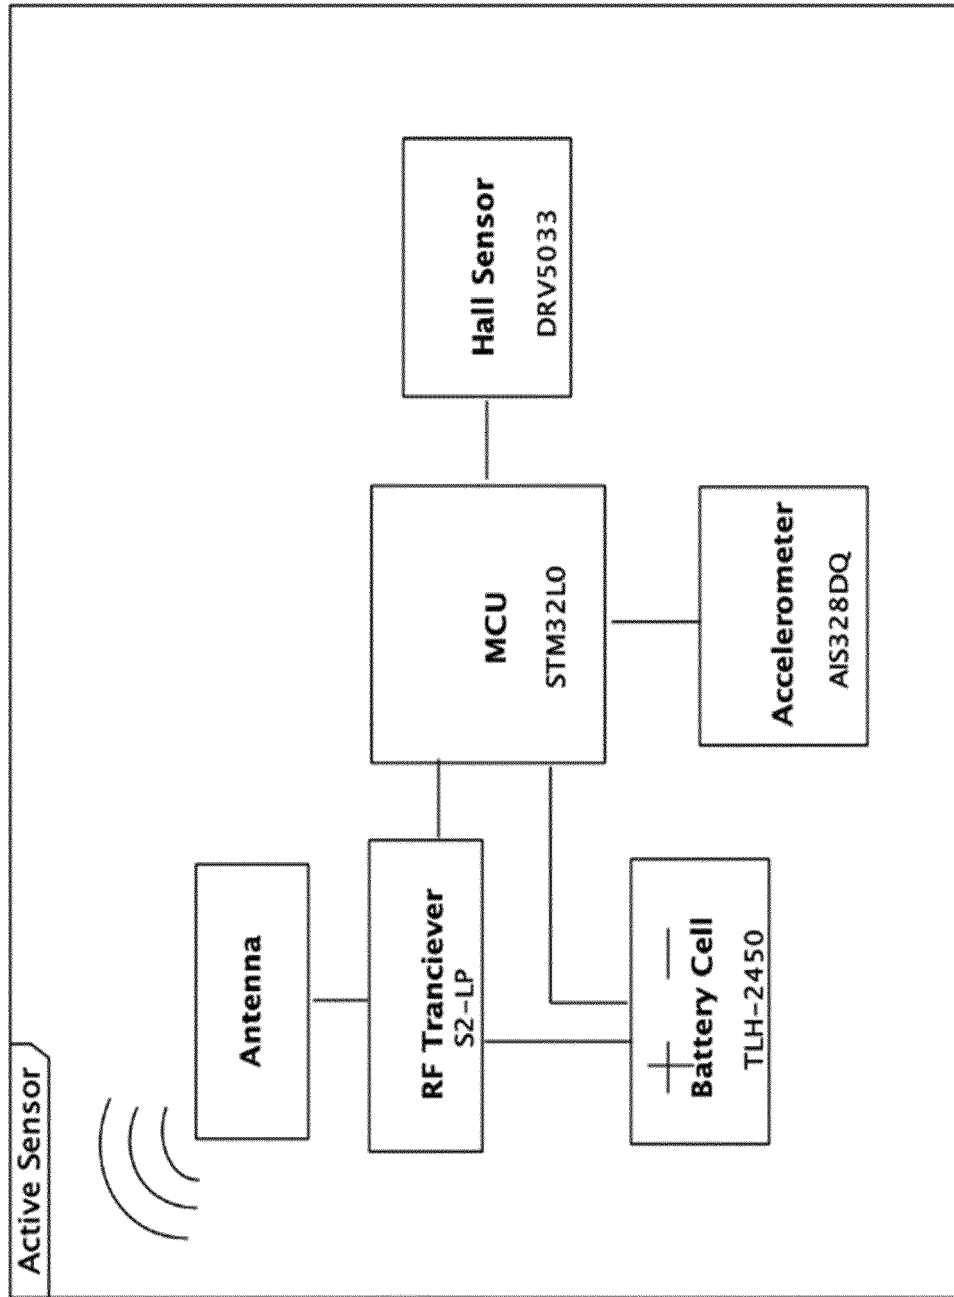 Active Sensor
Antenna
RF Tranciever
S2-LP
Battery Cell
TLH-2450
MCU
STM32L0
Accelerometer
AIS328DQ
Hall Sensor
DRV5033